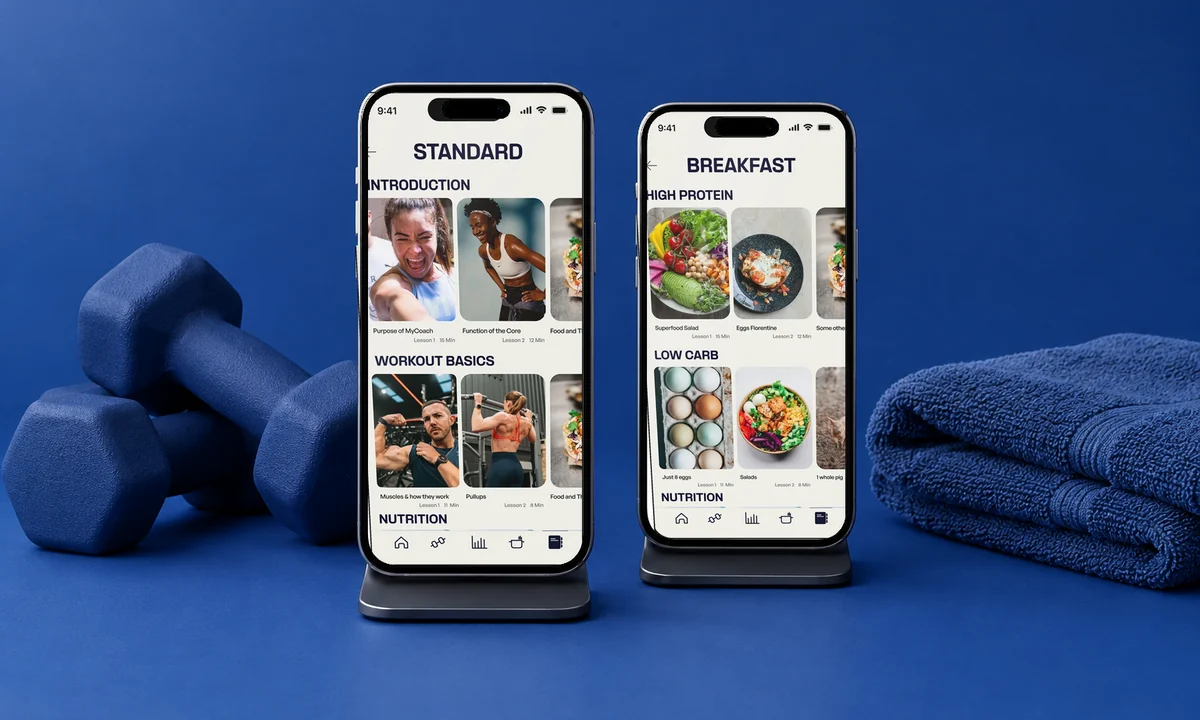 9:41
STANDARD
INTRODUCTION
Purpose of MyCoach
Lesson 1 15 Min
Function of the Core
Lesson 2 12 Min
Food and Th
WORKOUT BASICS
Muscles & how they work
Lesson 1 11 Min
Pullups
Lesson 2 8 Min
Food and Th
NUTRITION
9:41
BREAKFAST
HIGH PROTEIN
Superfood Salad
Lesson 1 15 Min
Eggs Florentine
Lesson 2 12 Min
Some othe
LOW CARB
Just 8 eggs
Lesson 1 11 Min
Salads
Lesson 2 8 Min
1 whole pig
NUTRITION